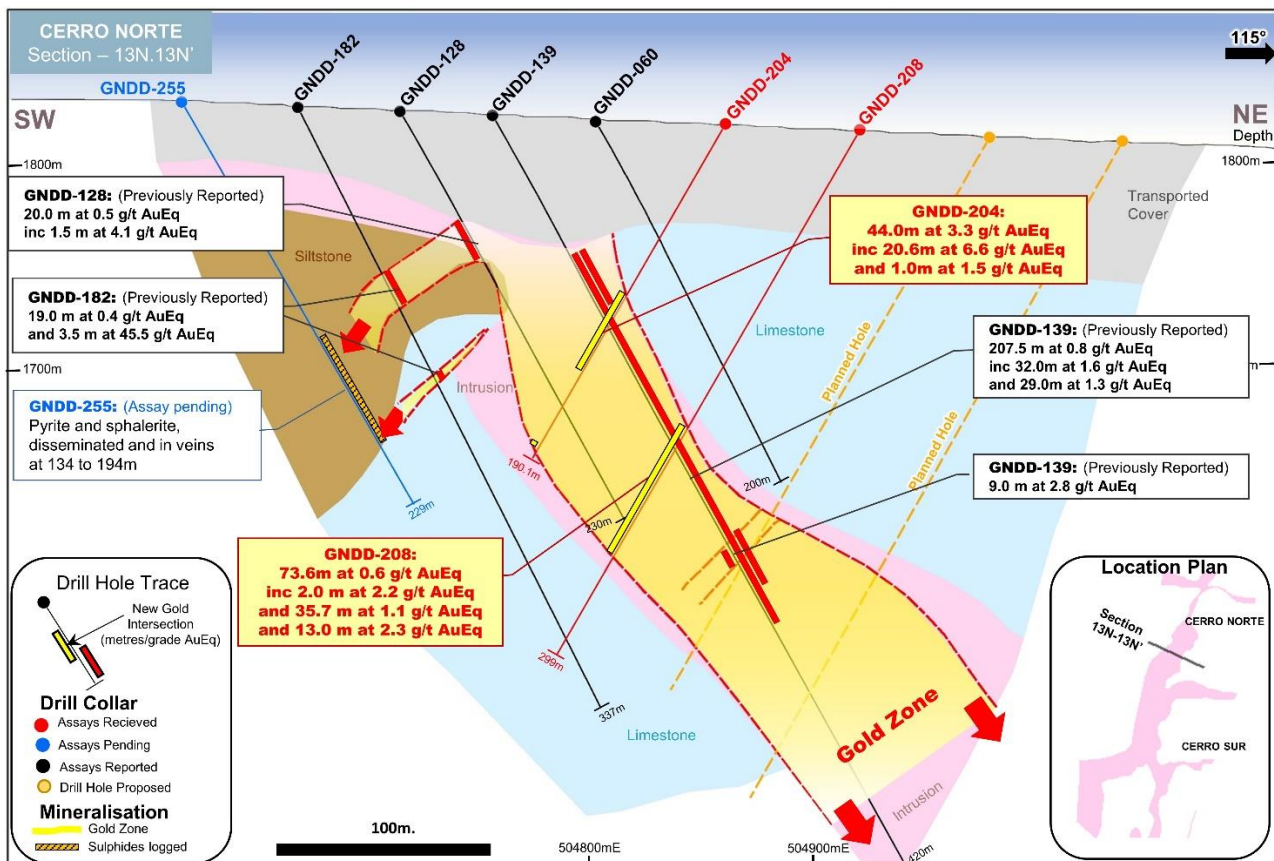 CERRO NORTE
Section – 13N.13N’
GNDD-255
GNDD-182
GNDD-128
GNDD-139
GNDD-060
GNDD-204
GNDD-208
115°
SW
NE
Depth
1800m
1800m
Transported
Cover
GNDD-128: (Previously Reported)
20.0 m at 0.5 g/t AuEq
inc 1.5 m at 4.1 g/t AuEq
GNDD-204:
44.0m at 3.3 g/t AuEq
inc 20.6m at 6.6 g/t AuEq
and 1.0m at 1.5 g/t AuEq
Siltstone
GNDD-182: (Previously Reported)
19.0 m at 0.4 g/t AuEq
and 3.5 m at 45.5 g/t AuEq
Limestone
GNDD-139: (Previously Reported)
207.5 m at 0.8 g/t AuEq
inc 32.0m at 1.6 g/t AuEq
and 29.0m at 1.3 g/t AuEq
1700m
m
Planned Hole
Planned Hole
Intrusion
GNDD-255: (Assay pending)
Pyrite and sphalerite,
disseminated and in veins
at 134 to 194m
190.1m
200m
GNDD-139: (Previously Reported)
9.0 m at 2.8 g/t AuEq
229m
230m
GNDD-208:
73.6m at 0.6 g/t AuEq
inc 2.0 m at 2.2 g/t AuEq
and 35.7 m at 1.1 g/t AuEq
and 13.0 m at 2.3 g/t AuEq
299m
337m
Limestone
Gold Zone
Intrusion
420m
Drill Hole Trace
New Gold
Intersection
(metres/grade AuEq)
Drill Collar
Assays Recieved
Assays Pending
Assays Reported
Drill Hole Proposed
Mineralisation
Gold Zone
Sulphides logged
100m.
504800mE
504900mE
Location Plan
CERRO NORTE
Section
13N-13N’
CERRO SUR